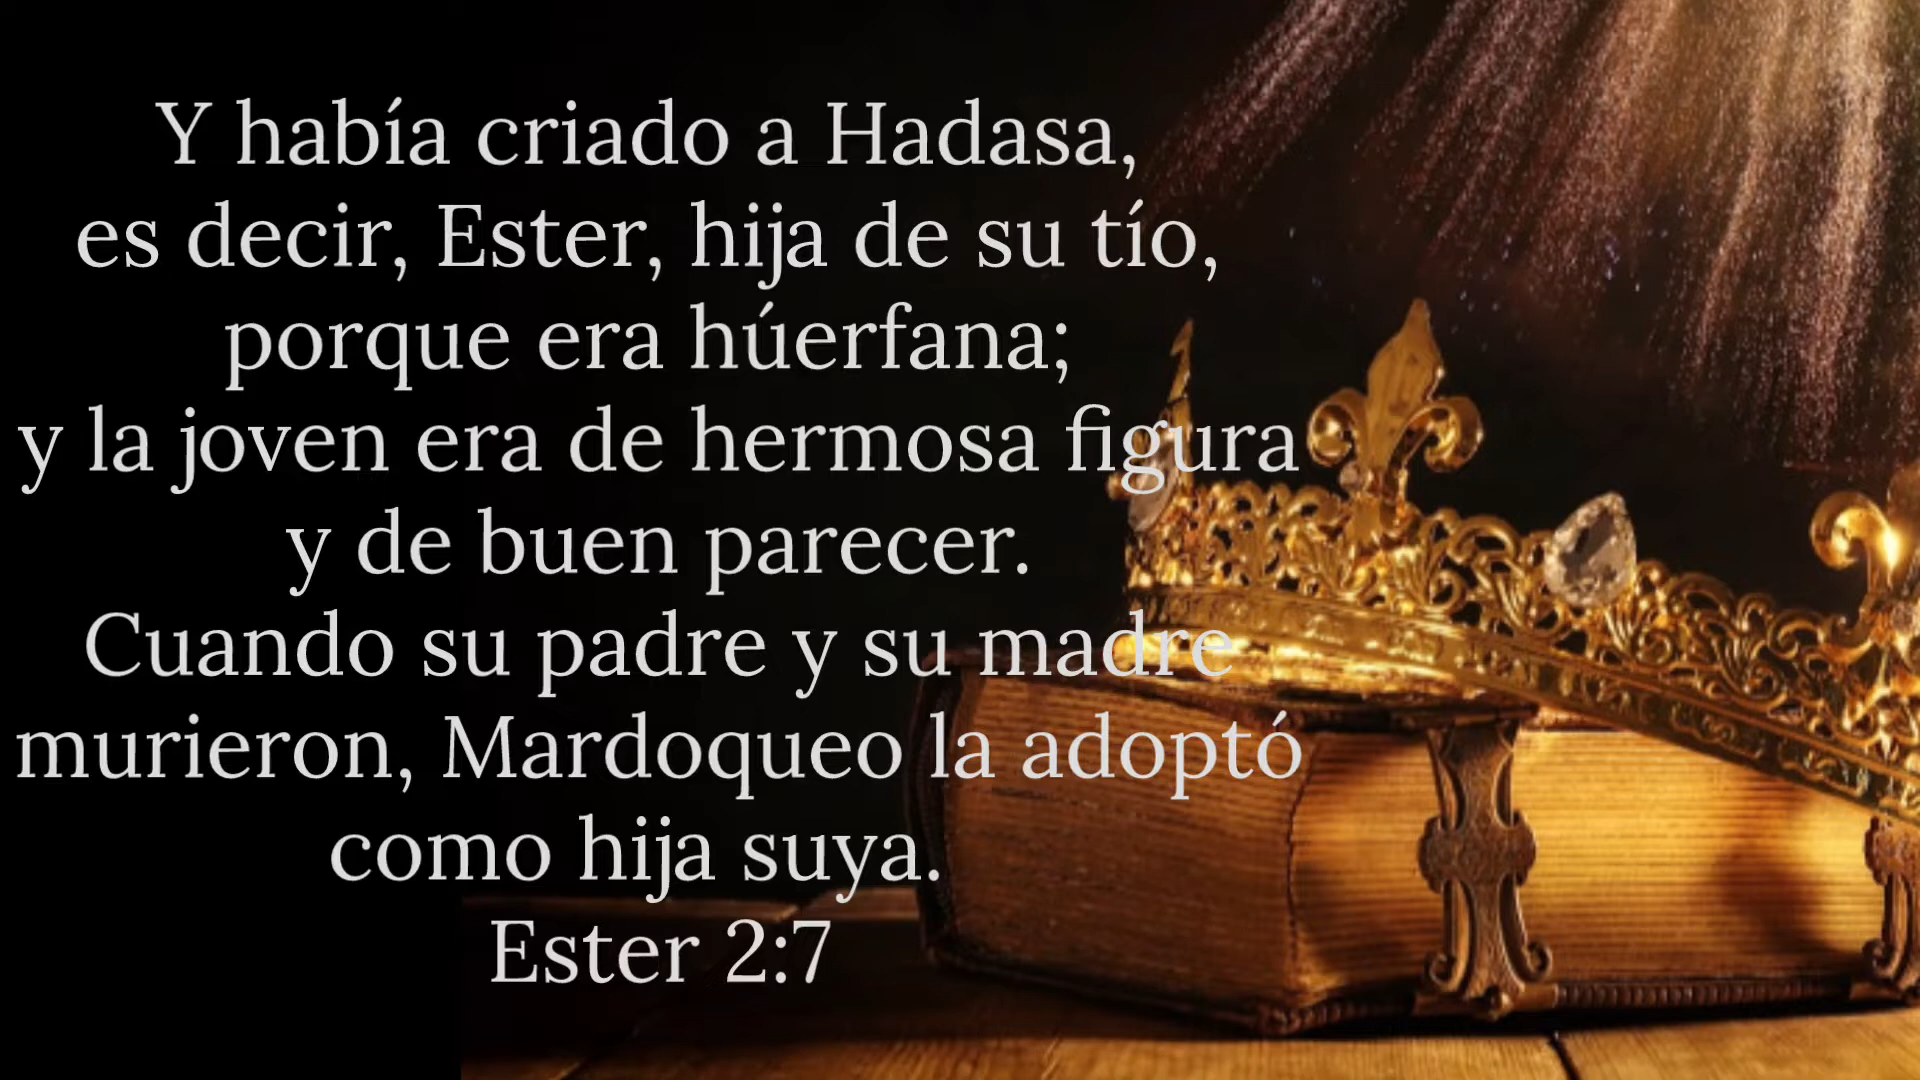 Y había criado a Hadasa,
es decir, Ester, hija de su tío,
porque era húerfana;
y la joven era de hermosa figura
y de buen parecer.
Cuando su padre y su madre
murieron, Mardoqueo la adoptó
como hija suya.
Ester 2:7